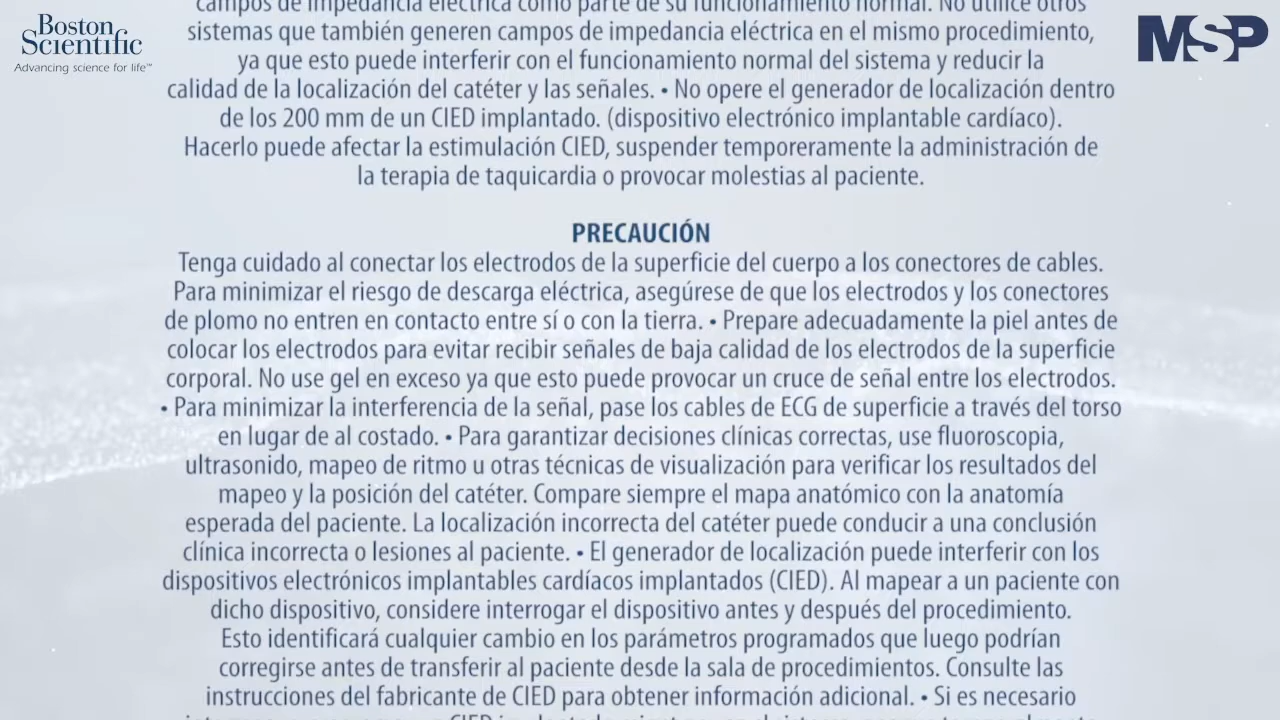 Boston
Scientific
Advancing science for life™
MSP
campos de impedancia eléctrica como parte de su funcionamiento normal. No utilice otros
sistemas que también generen campos de impedancia eléctrica en el mismo procedimiento,
ya que esto puede interferir con el funcionamiento normal del sistema y reducir la
calidad de la localización del catéter y las señales. • No opere el generador de localización dentro
de los 200 mm de un CIED implantado. (dispositivo electrónico implantable cardíaco).
Hacerlo puede afectar la estimulación CIED, suspender temporeramente la administración de
la terapia de taquicardia o provocar molestias al paciente.
PRECAUCIÓN
Tenga cuidado al conectar los electrodos de la superficie del cuerpo a los conectores de cables.
Para minimizar el riesgo de descarga eléctrica, asegúrese de que los electrodos y los conectores
de plomo no entren en contacto entre sí o con la tierra. • Prepare adecuadamente la piel antes de
colocar los electrodos para evitar recibir señales de baja calidad de los electrodos de la superficie
corporal. No use gel en exceso ya que esto puede provocar un cruce de señal entre los electrodos.
• Para minimizar la interferencia de la señal, pase los cables de ECG de superficie a través del torso
en lugar de al costado. • Para garantizar decisiones clínicas correctas, use fluoroscopia,
ultrasonido, mapeo de ritmo u otras técnicas de visualización para verificar los resultados del
mapeo y la posición del catéter. Compare siempre el mapa anatómico con la anatomía
esperada del paciente. La localización incorrecta del catéter puede conducir a una conclusión
clínica incorrecta o lesiones al paciente. • El generador de localización puede interferir con los
dispositivos electrónicos implantables cardíacos implantados (CIED). Al mapear a un paciente con
dicho dispositivo, considere interrogar el dispositivo antes y después del procedimiento.
Esto identificará cualquier cambio en los parámetros programados que luego podrían
corregirse antes de transferir al paciente desde la sala de procedimientos. Consulte las
instrucciones del fabricante de CIED para obtener información adicional. • Si es necesario